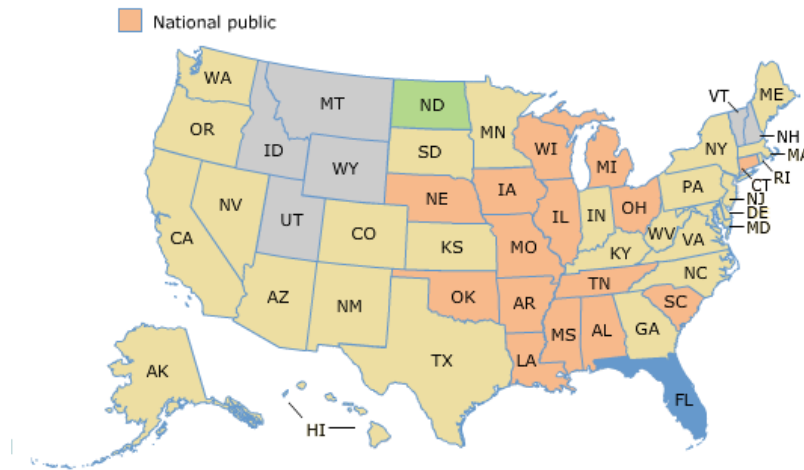 National public
WA
MT
ND
MN
VT
ME
OR
ID
WY
SD
WI
MI
NY
NH
MA
RI
CT
NV
UT
NE
IA
IL
IN
OH
PA
NJ
DE
MD
CA
CO
KS
MO
KY
WV
VA
AZ
NM
OK
AR
TN
NC
SC
TX
LA
MS
AL
GA
FL
AK
HI